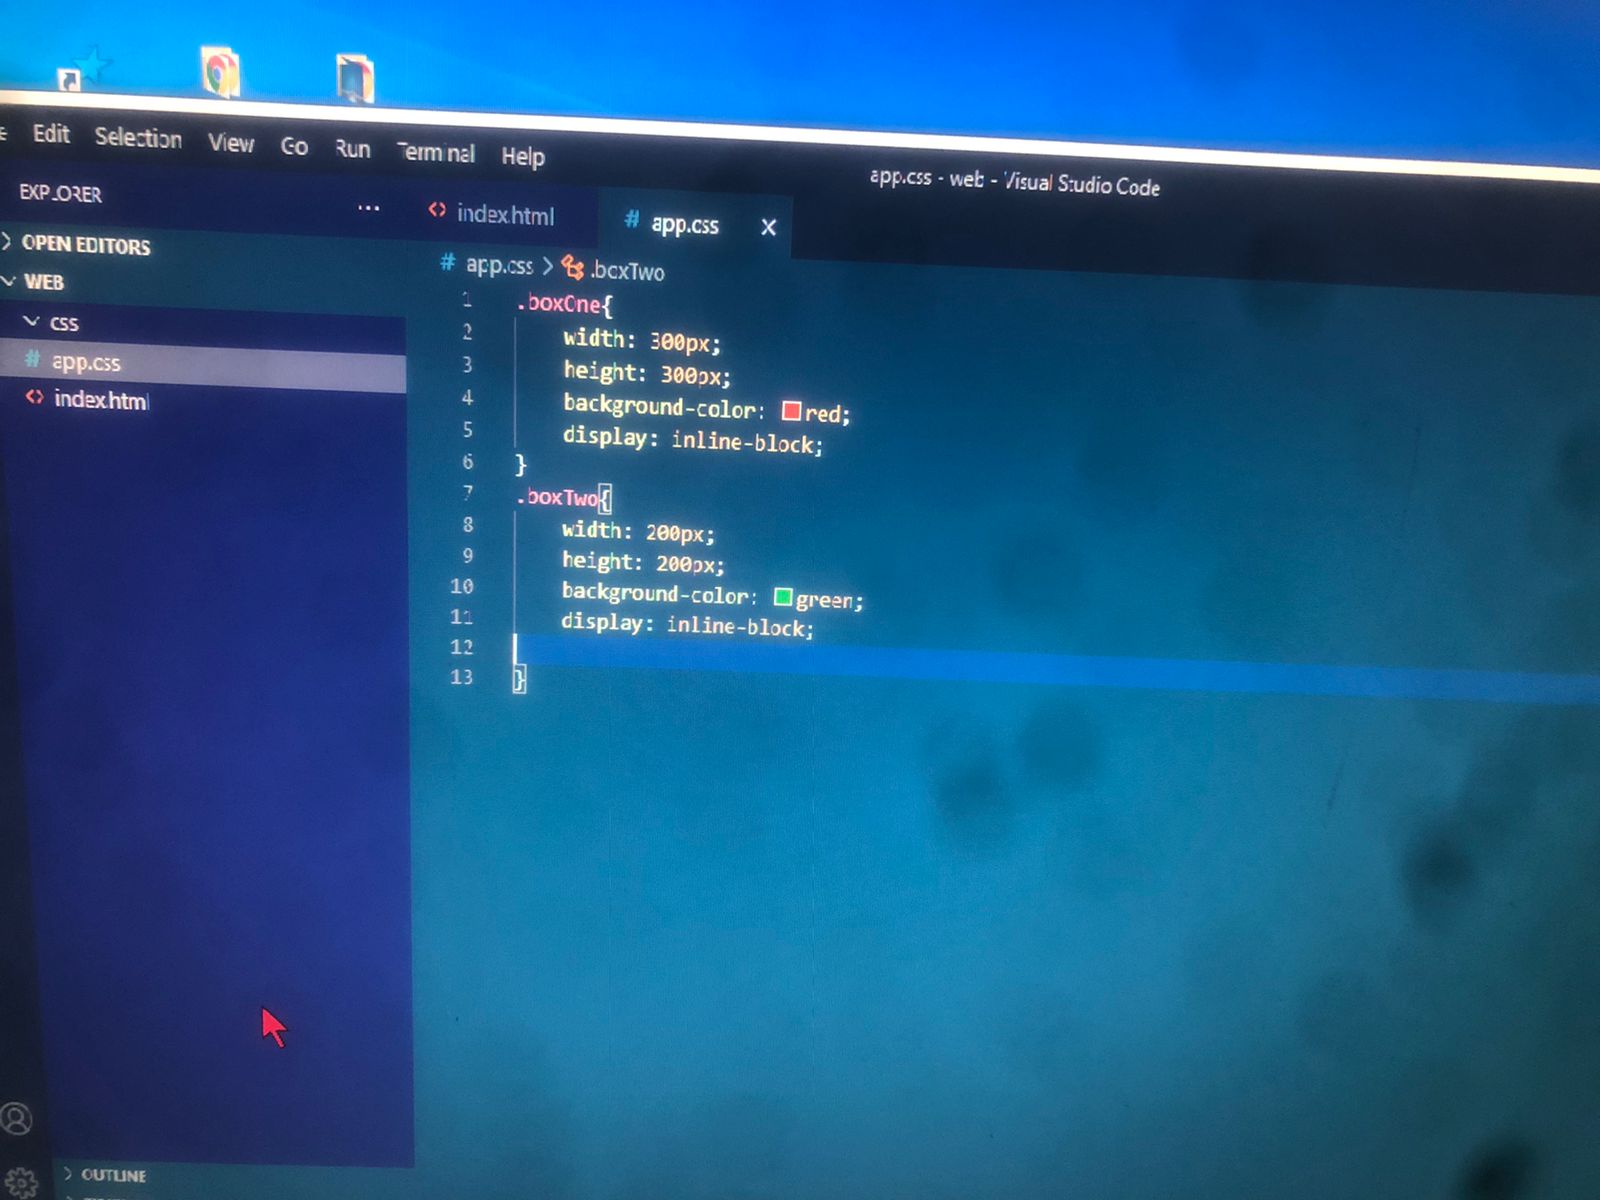 Edit Selection View Go Run Terminal Help
app.css - web - Visual Studio Code
EXPLORER
...
index.html
# app.css X
OPEN EDITORS
WEB
css
# app.css
<> index.html
# app.css > .boxTwo
1 .boxOne{
2 width: 300px;
3 height: 300px;
4 background-color: red;
5 display: inline-block;
6 }
7 .boxTwo{
8 width: 200px;
9 height: 200px;
10 background-color: green;
11 display: inline-block;
12
13 }
OUTLINE